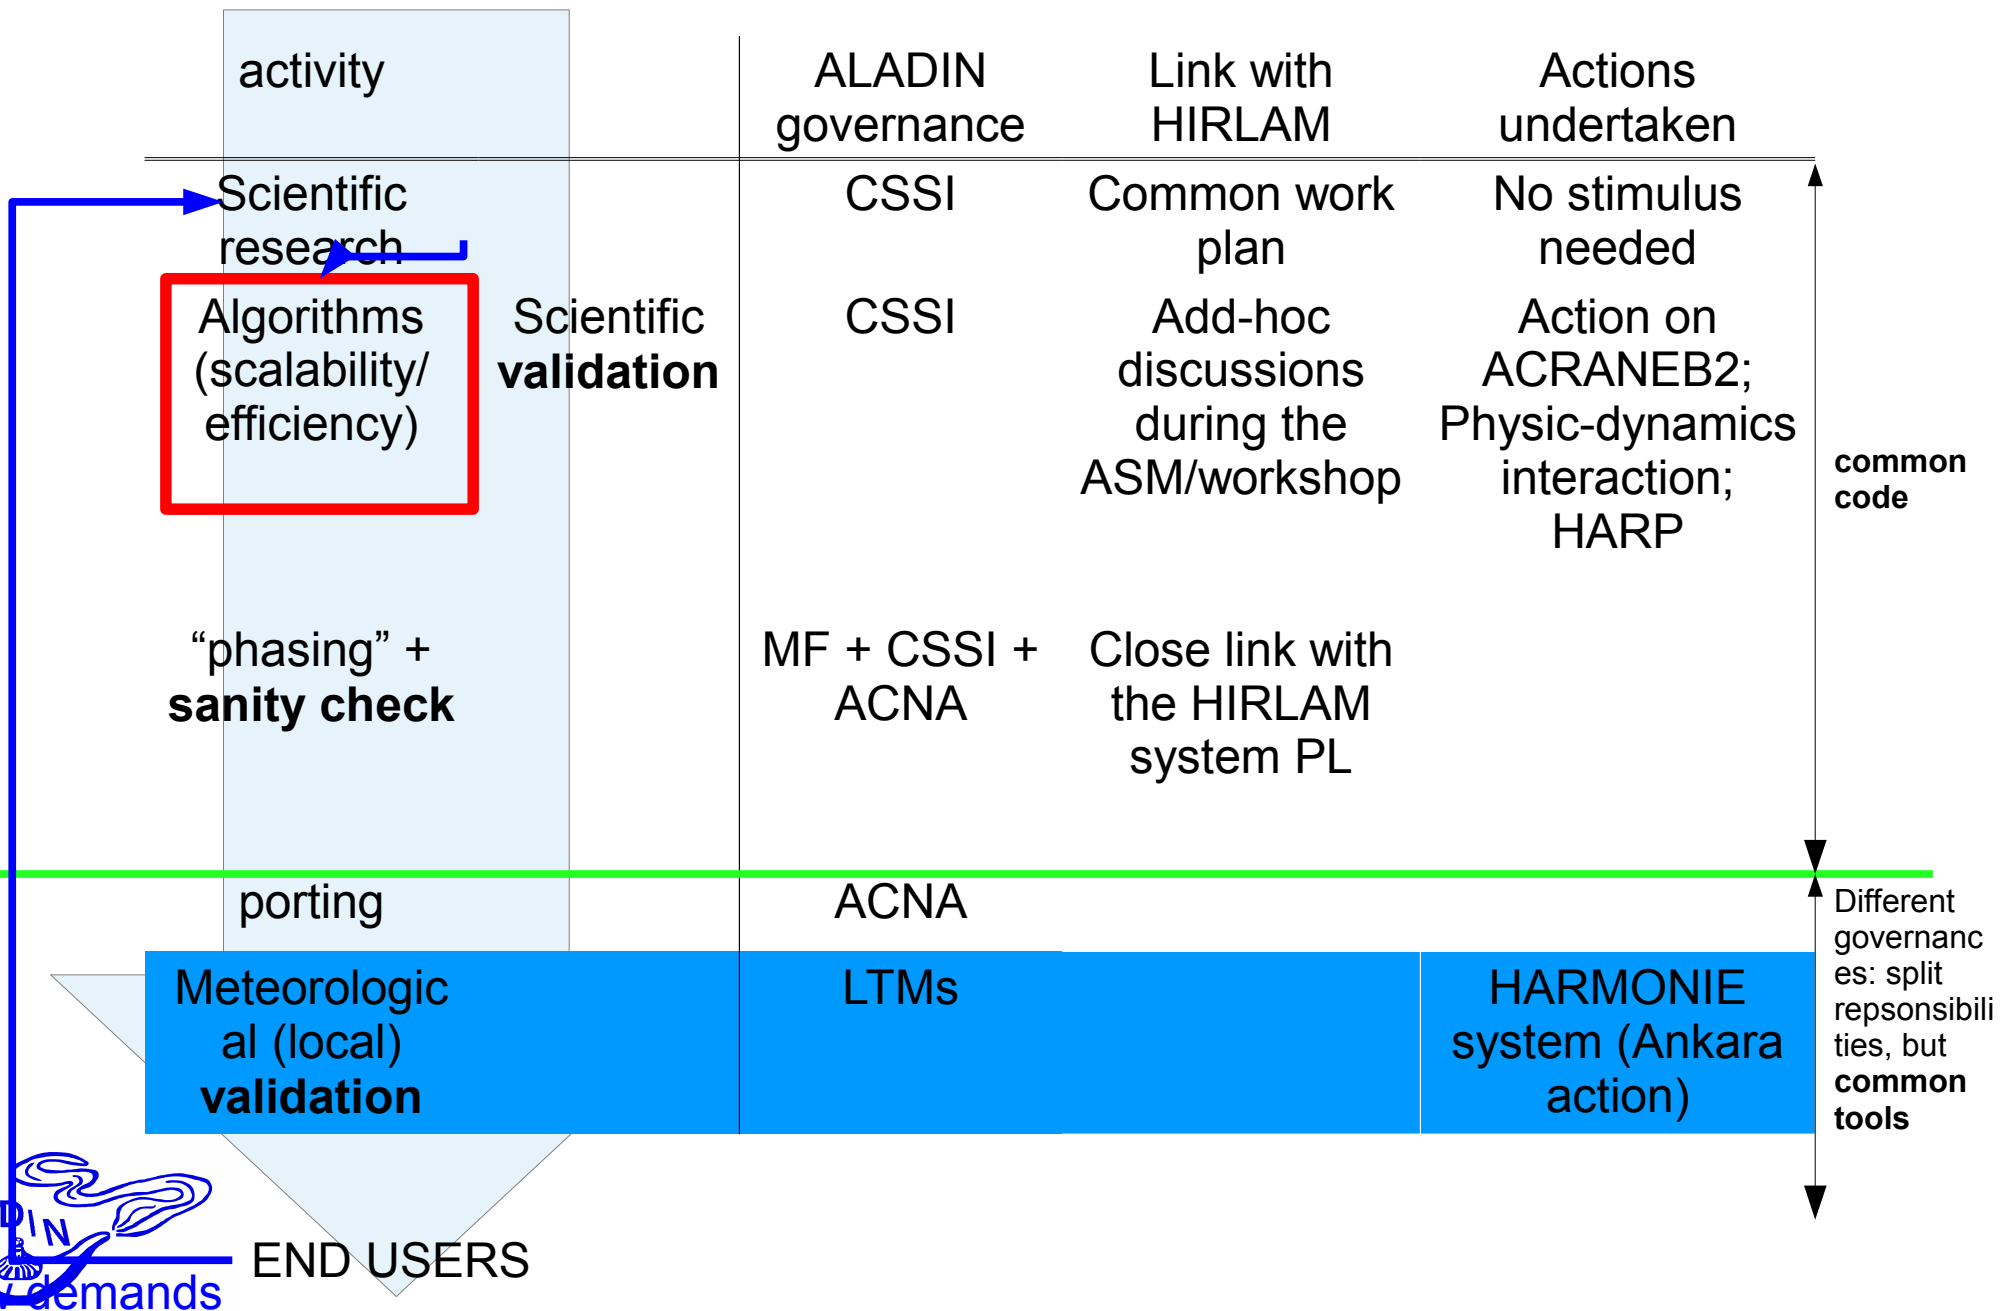 activity
ALADIN
governance
Link with
HIRLAM
Actions
undertaken
Scientific
research
CSSI
Common work
plan
No stimulus
needed
Algorithms
(scalability/
efficiency)
Scientific
validation
CSSI
Add-hoc
discussions
during the
ASM/workshop
Action on
ACRANEB2;
Physic-dynamics
interaction;
HARP
common
code
“phasing” +
sanity check
MF + CSSI +
ACNA
Close link with
the HIRLAM
system PL
porting
ACNA
Different
governanc
es: split
repsonsibili
ties, but
common
tools
Meteorologic
al (local)
validation
LTMs
HARMONIE
system (Ankara
action)
DIN
END USERS
demands